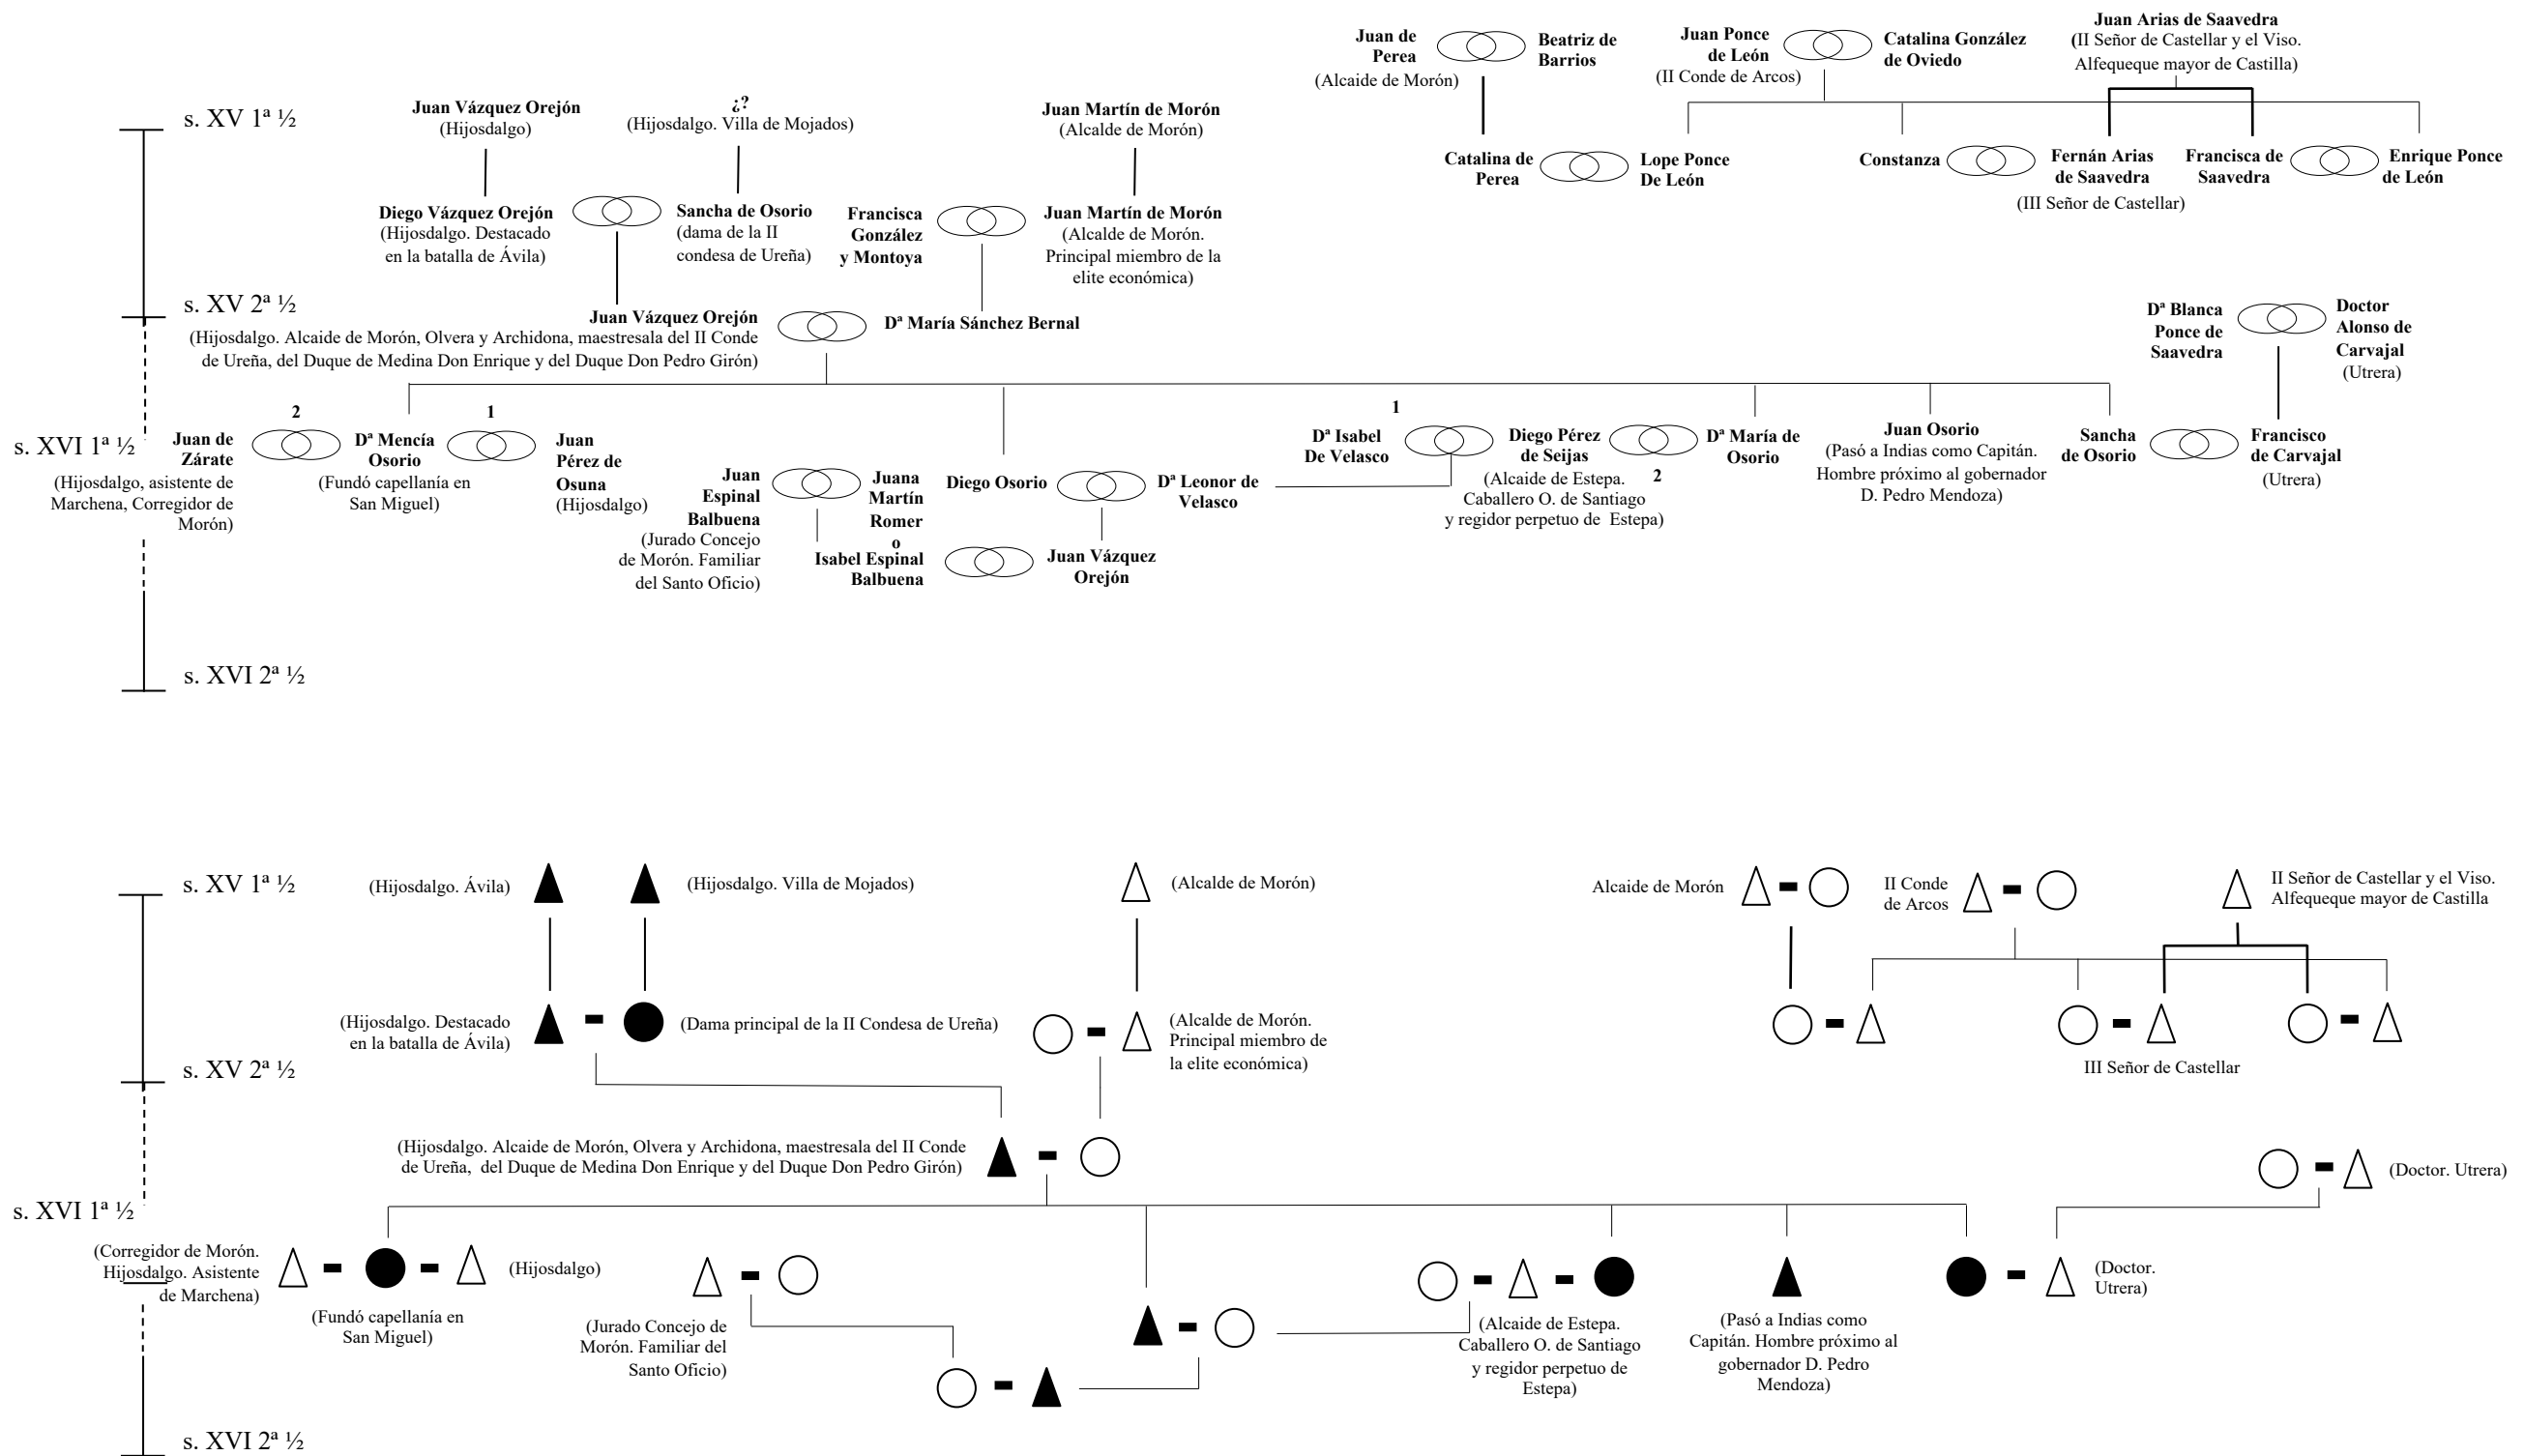 Juan de
Perea
(Alcaide de Morón)
Beatriz de
Barrios
Juan Ponce
de León
(II Conde de Arcos)
Catalina González
de Oviedo
Juan Arias de Saavedra
(II Señor de Castellar y el Viso.
Alfequeque mayor de Castilla)
s. XV 1ª ½
Juan Vázquez Orejón
(Hijosdalgo)
¿?
(Hijosdalgo. Villa de Mojados)
Juan Martín de Morón
(Alcalde de Morón)
Catalina de
Perea
Lope Ponce
De León
Constanza
Fernán Arias
de Saavedra
(III Señor de Castellar)
Francisca de
Saavedra
Enrique Ponce
de León
Diego Vázquez Orejón
(Hijosdalgo. Destacado
en la batalla de Ávila)
Sancha de Osorio
(dama de la II
condesa de Ureña)
Francisca
González
y Montoya
Juan Martín de Morón
(Alcalde de Morón.
Principal miembro de la
elite económica)
s. XV 2ª ½
Juan Vázquez Orejón
(Hijosdalgo. Alcaide de Morón, Olvera y Archidona, maestresala del II Conde
de Ureña, del Duque de Medina Don Enrique y del Duque Don Pedro Girón)
Dª María Sánchez Bernal
Dª Blanca
Ponce de
Saavedra
Doctor
Alonso de
Carvajal
(Utrera)
s. XVI 1ª ½
2
Juan de
Zárate
(Hijosdalgo, asistente de
Marchena, Corregidor de
Morón)
Dª Mencía
Osorio
(Fundó capellanía en
San Miguel)
1
Juan
Pérez de
Osuna
(Hijosdalgo)
Juan
Espinal
Balbuena
(Jurado Concejo
de Morón. Familiar
del Santo Oficio)
Juana
Martín
Romer
o
Diego Osorio
Dª Leonor de
Velasco
1
Dª Isabel
De Velasco
Diego Pérez
de Seijas
(Alcaide de Estepa.
Caballero O. de Santiago
y regidor perpetuo de Estepa)
2
Dª María de
Osorio
Juan Osorio
(Pasó a Indias como Capitán.
Hombre próximo al gobernador
D. Pedro Mendoza)
Sancha
de Osorio
Francisco
de Carvajal
(Utrera)
Isabel Espinal
Balbuena
Juan Vázquez
Orejón
s. XVI 2ª ½
s. XV 1ª ½
(Hijosdalgo. Ávila)
(Hijosdalgo. Villa de Mojados)
(Alcalde de Morón)
Alcaide de Morón
II Conde
de Arcos
II Señor de Castellar y el Viso.
Alfequeque mayor de Castilla
(Hijosdalgo. Destacado
en la batalla de Ávila)
(Dama principal de la II Condesa de Ureña)
(Alcalde de Morón.
Principal miembro de
la elite económica)
III Señor de Castellar
s. XV 2ª ½
(Hijosdalgo. Alcaide de Morón, Olvera y Archidona, maestresala del II Conde
de Ureña, del Duque de Medina Don Enrique y del Duque Don Pedro Girón)
(Doctor. Utrera)
s. XVI 1ª ½
(Corregidor de Morón.
Hijosdalgo. Asistente
de Marchena)
(Fundó capellanía en
San Miguel)
(Hijosdalgo)
(Jurado Concejo de
Morón. Familiar del
Santo Oficio)
(Alcaide de Estepa.
Caballero O. de Santiago
y regidor perpetuo de
Estepa)
(Pasó a Indias como
Capitán. Hombre próximo al
gobernador D. Pedro
Mendoza)
(Doctor.
Utrera)
s. XVI 2ª ½